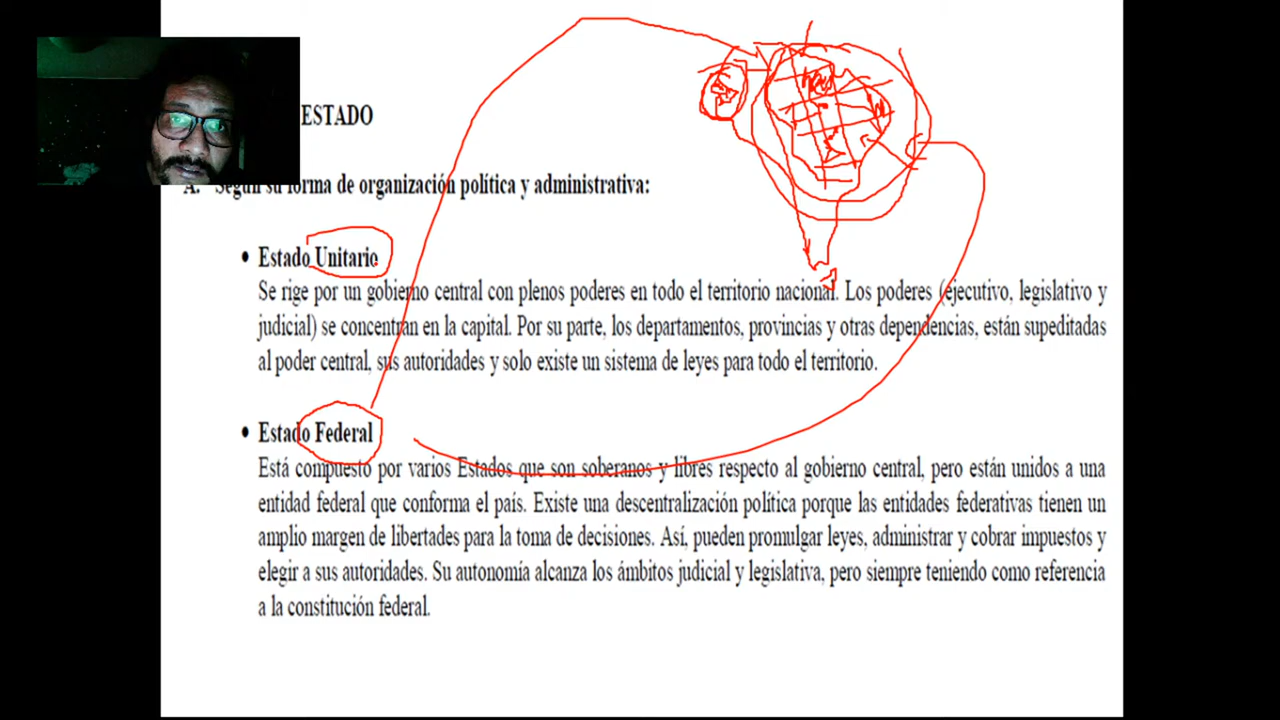 ESTADO
A. Según su forma de organización política y administrativa:
• Estado Unitario
Se rige por un gobierno central con plenos poderes en todo el territorio nacional. Los poderes (ejecutivo, legislativo y
judicial) se concentran en la capital. Por su parte, los departamentos, provincias y otras dependencias, están supeditadas
al poder central, sus autoridades y solo existe un sistema de leyes para todo el territorio.
• Estado Federal
Está compuesto por varios Estados que son soberanos y libres respecto al gobierno central, pero están unidos a una
entidad federal que conforma el país. Existe una descentralización política porque las entidades federativas tienen un
amplio margen de libertades para la toma de decisiones. Así, pueden promulgar leyes, administrar y cobrar impuestos y
elegir a sus autoridades. Su autonomía alcanza los ámbitos judicial y legislativa, pero siempre teniendo como referencia
a la constitución federal.